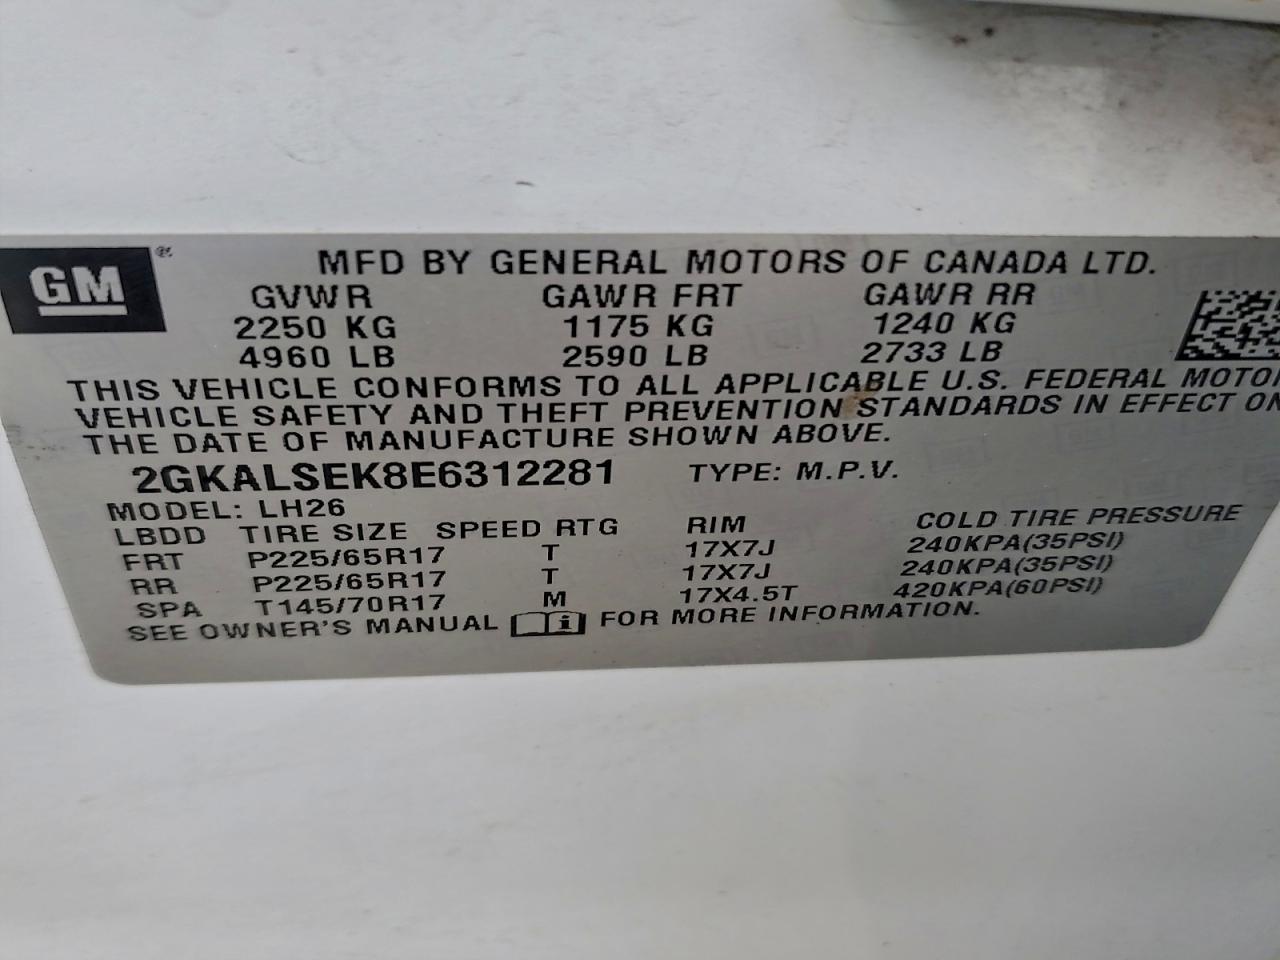 GM ®
MFD BY GENERAL MOTORS OF CANADA LTD.
GVWR GAWR FRT GAWR RR
2250 KG 1175 KG 1240 KG
4960 LB 2590 LB 2733 LB
THIS VEHICLE CONFORMS TO ALL APPLICABLE U.S. FEDERAL MOTO
VEHICLE SAFETY AND THEFT PREVENTION STANDARDS IN EFFECT ON
THE DATE OF MANUFACTURE SHOWN ABOVE.
2GKALSEK8E6312281 TYPE: M.P.V.
MODEL: LH26
LBDD TIRE SIZE SPEED RTG RIM COLD TIRE PRESSURE
FRT P225/65R17 T 17X7J 240KPA(35PSI)
RR P225/65R17 T 17X7J 240KPA(35PSI)
SPA T145/70R17 M 17X4.5T 420KPA(60PSI)
SEE OWNER'S MANUAL i FOR MORE INFORMATION.